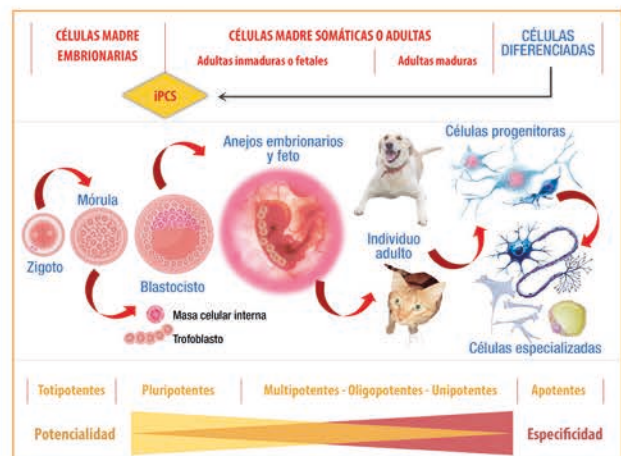 CÉLULAS MADRE
EMBRIONARIAS
CÉLULAS MADRE SOMÁTICAS O ADULTAS
Adultas inmaduras o fetales
Adultas maduras
CÉLULAS
DIFERENCIADAS
iPCS
Anejos embrionarios
y feto
Células progenitoras
Mórula
Zigoto
Blastocisto
Individuo
adulto
Masa celular interna
Trofoblasto
Células especializadas
Totipotentes
Pluripotentes
Multipotentes - Oligopotentes - Unipotentes
Apotentes
Potencialidad
Especificidad